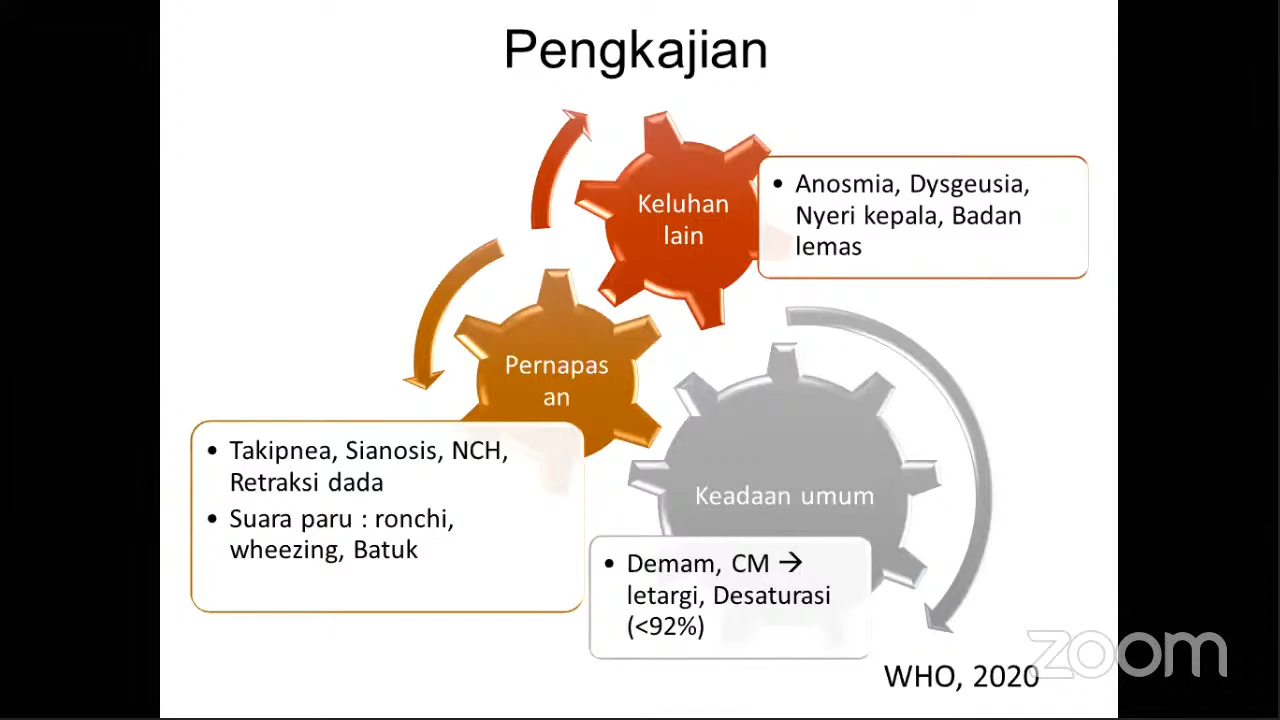 Pengkajian
Keluhan
lain
• Anosmia, Dysgeusia,
Nyeri kepala, Badan
lemas
Pernapas
an
• Takipnea, Sianosis, NCH,
Retraksi dada
• Suara paru : ronchi,
wheezing, Batuk
Keadaan umum
• Demam, CM →
letargi, Desaturasi
(<92%)
WHO, 2020
zoom